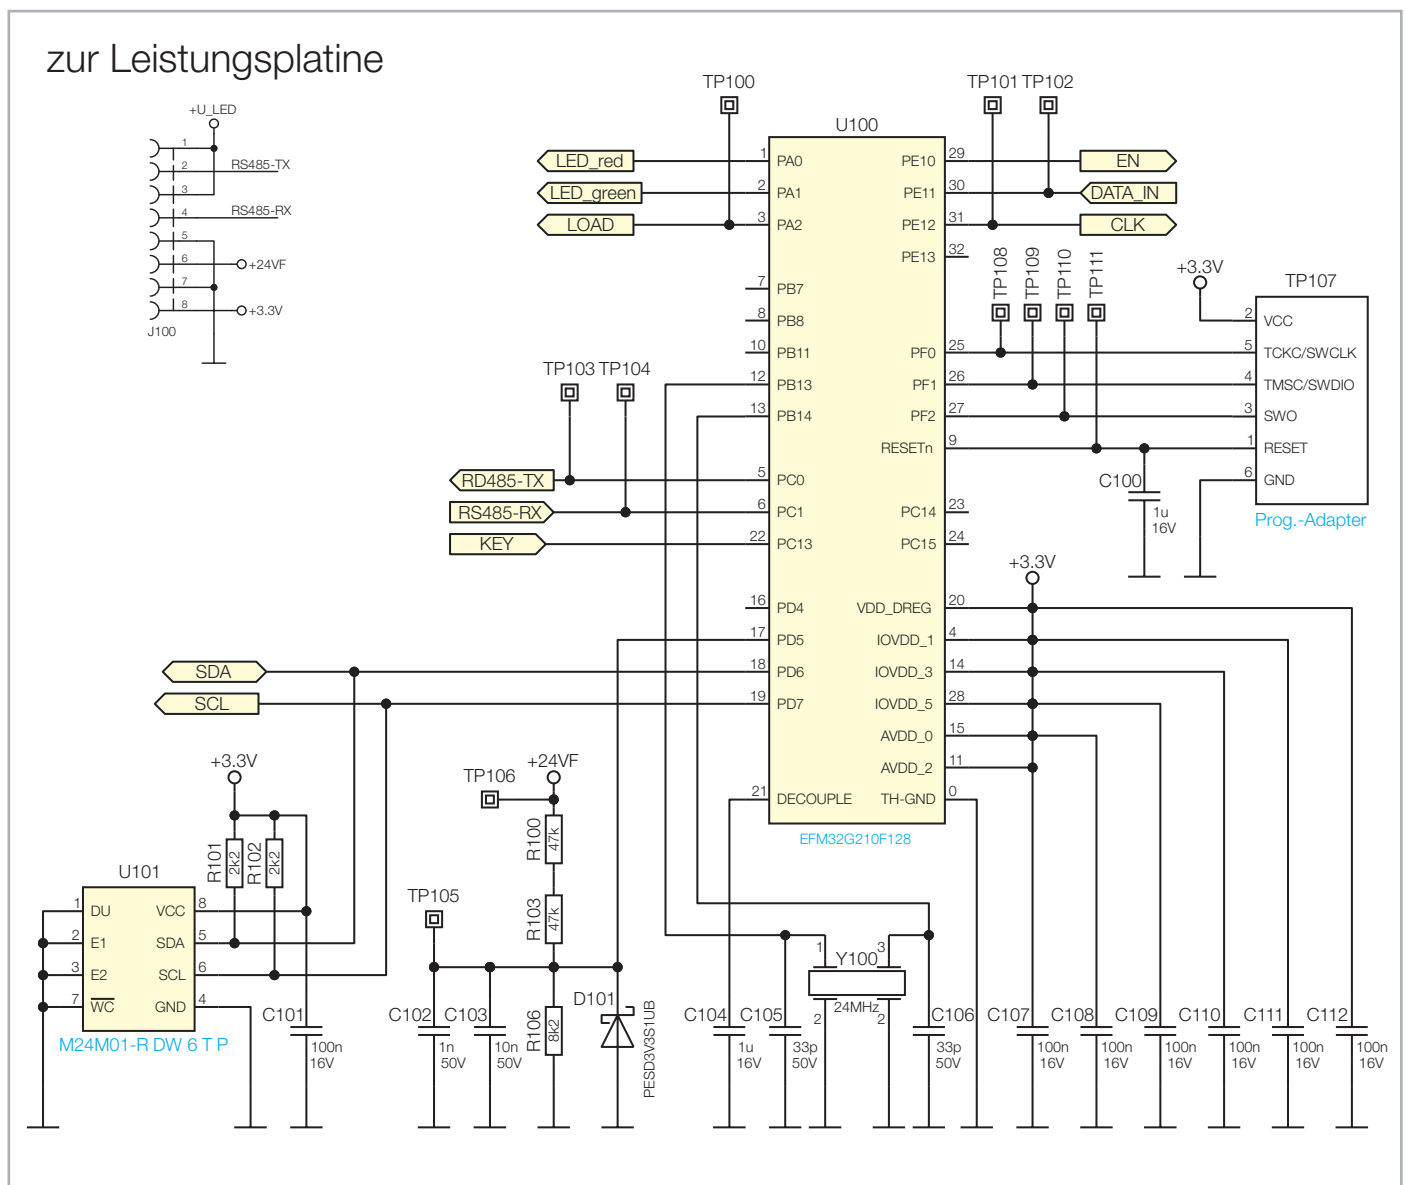 zur Leistungsplatine
+U_LED
1
2 RS485-TX
3
4 RS485-RX
5
6 +24VF
7
8 +3.3V
J100
TP100
TP101 TP102
U100
LED_red 1 PA0
LED_green 2 PA1
LOAD 3 PA2
7 PB7
8 PB8
10 PB11
12 PB13
13 PB14
TP103 TP104
RD485-TX 5 PC0
RS485-RX 6 PC1
KEY 22 PC13
16 PD4
17 PD5
SDA 18 PD6
SCL 19 PD7
21 DECOUPLE
PE10 29 EN
PE11 30 DATA_IN
PE12 31 CLK
PE13 32
PF0 25
PF1 26
PF2 27
RESETn 9
PC14 23
PC15 24
VDD_DREG 20
IOVDD_1 4
IOVDD_3 14
IOVDD_5 28
AVDD_0 15
AVDD_2 11
TH-GND 0
EFM32G210F128
TP108
TP109
TP110
TP111
+3.3V
TP107
2 VCC
5 TCKC/SWCLK
4 TMSC/SWDIO
3 SWO
1 RESET
6 GND
Prog.-Adapter
C100
1u
16V
+3.3V
+3.3V
R101
2k2
R102
2k2
U101
1 DU VCC 8
2 E1 SDA 5
3 E2 SCL 6
7 WC GND 4
M24M01-R DW 6 T P
C101
100n
16V
TP106
+24VF
R100
47k
R103
47k
TP105
C102
1n
50V
C103
10n
50V
R106
8k2
D101
PESD3V3S1UB
C104
1u
16V
C105
33p
50V
1 3
Y100
24MHz
2 2
C106
33p
50V
C107
100n
16V
C108
100n
16V
C109
100n
16V
C110
100n
16V
C111
100n
16V
C112
100n
16V